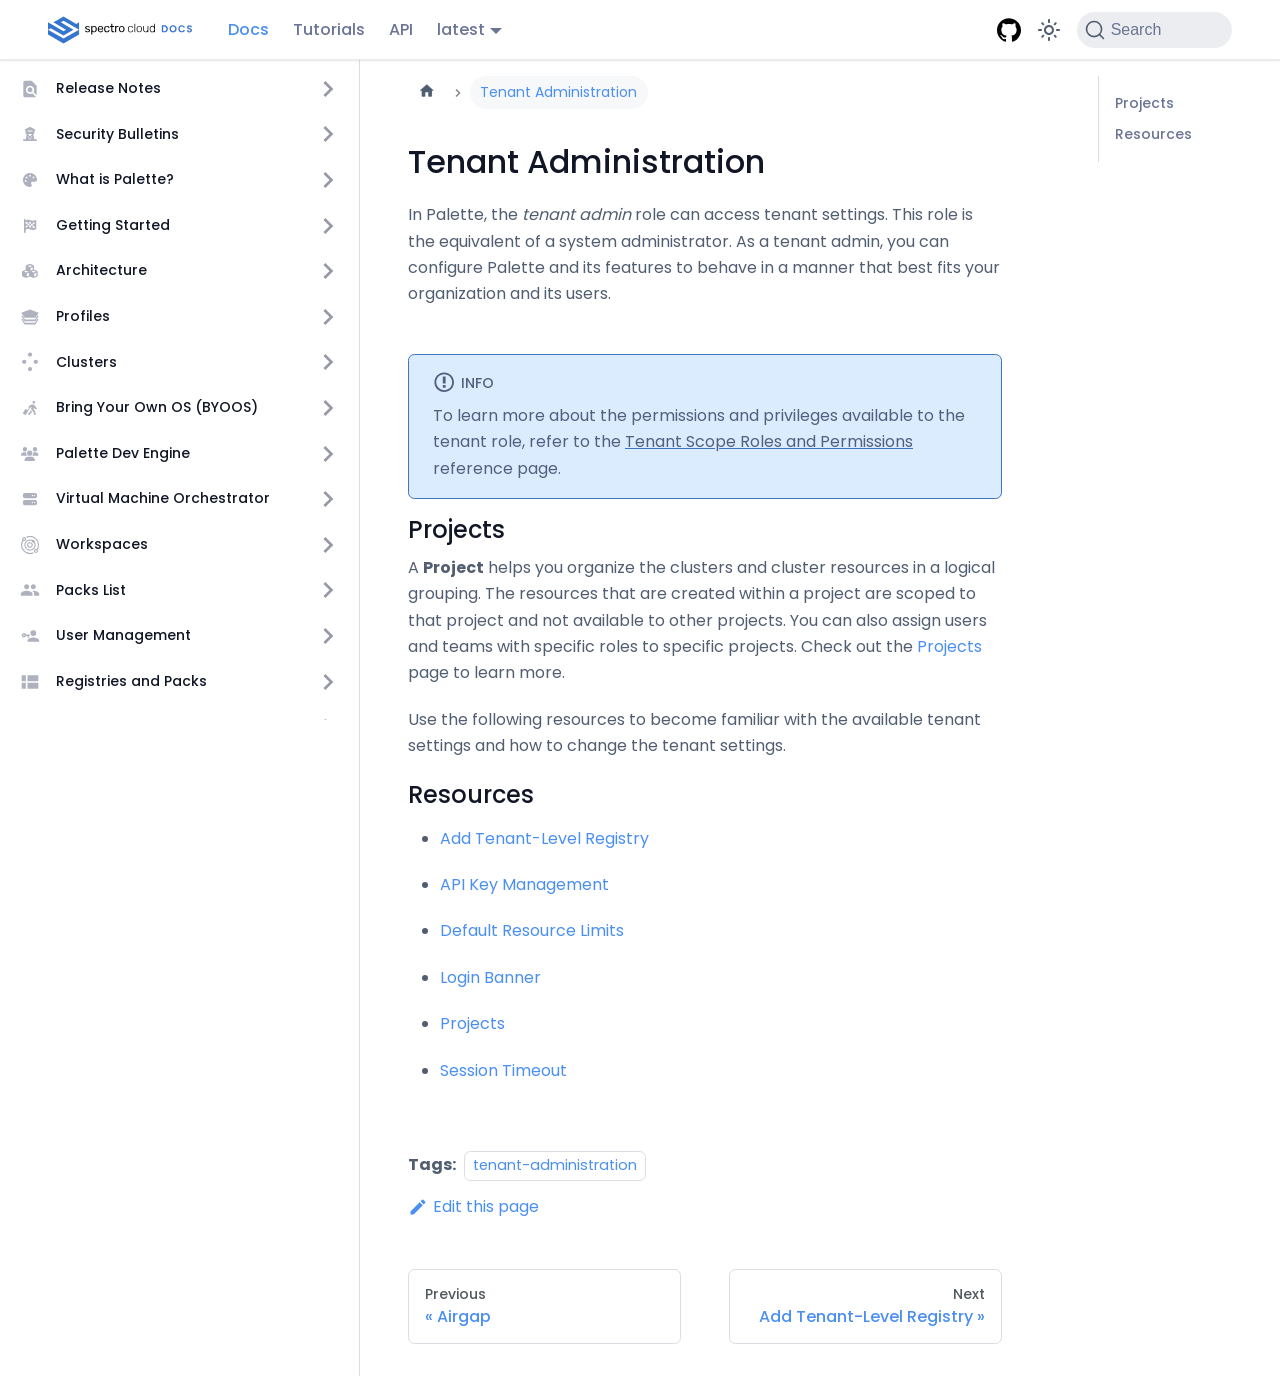 spectro cloud DOCS
Docs
Tutorials
API
latest
Search
Release Notes
Security Bulletins
What is Palette?
Getting Started
Architecture
Profiles
Clusters
Bring Your Own OS (BYOOS)
Palette Dev Engine
Virtual Machine Orchestrator
Workspaces
Packs List
User Management
Registries and Packs
Tenant Administration
Tenant Administration
In Palette, the tenant admin role can access tenant settings. This role is
the equivalent of a system administrator. As a tenant admin, you can
configure Palette and its features to behave in a manner that best fits your
organization and its users.
INFO
To learn more about the permissions and privileges available to the
tenant role, refer to the Tenant Scope Roles and Permissions
reference page.
Projects
A Project helps you organize the clusters and cluster resources in a logical
grouping. The resources that are created within a project are scoped to
that project and not available to other projects. You can also assign users
and teams with specific roles to specific projects. Check out the Projects
page to learn more.
Use the following resources to become familiar with the available tenant
settings and how to change the tenant settings.
Resources
Add Tenant-Level Registry
API Key Management
Default Resource Limits
Login Banner
Projects
Session Timeout
Tags: tenant-administration
Edit this page
Previous
« Airgap
Next
Add Tenant-Level Registry »
Projects
Resources